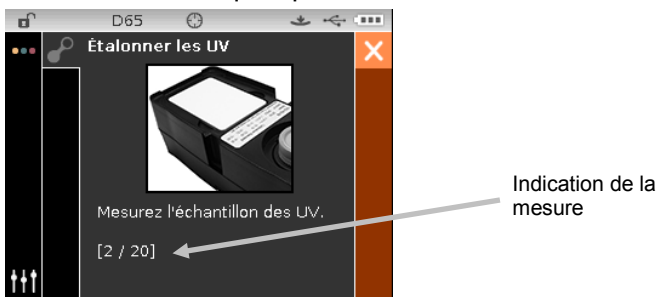 D65
Étalonner les UV
Mesurez l'échantillon des UV.
[2 / 20]
Indication de la
mesure